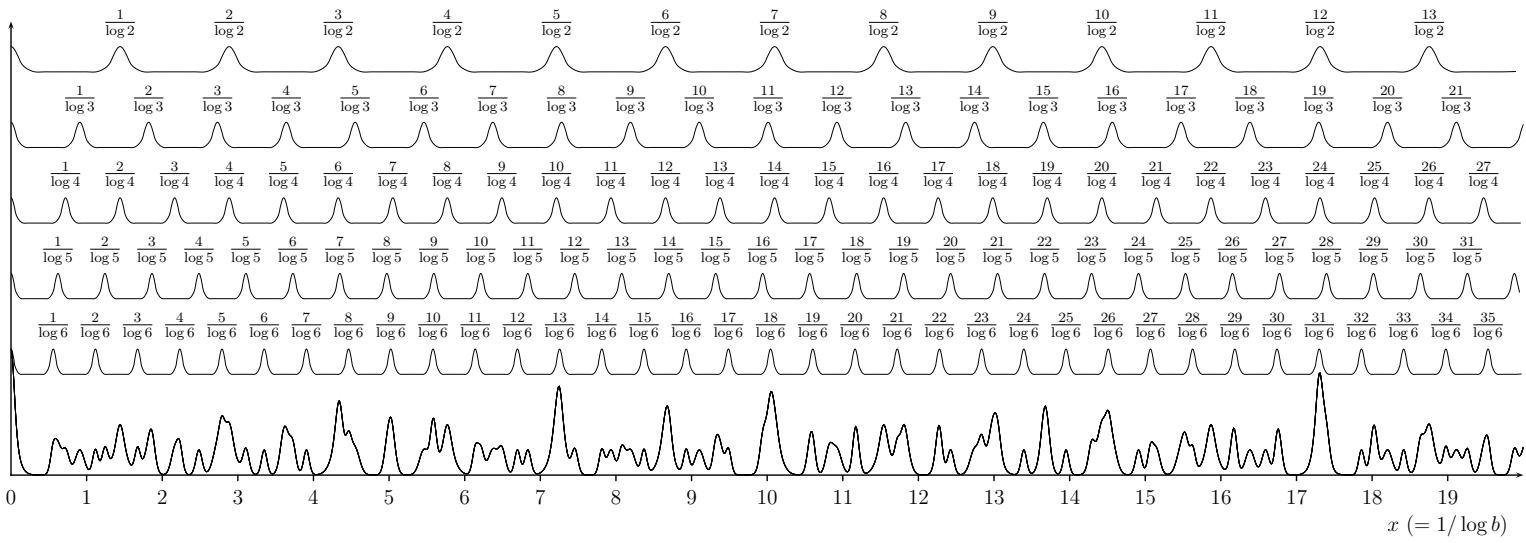 1/log 2 2/log 2 3/log 2 4/log 2 5/log 2 6/log 2 7/log 2 8/log 2 9/log 2 10/log 2 11/log 2 12/log 2 13/log 2
1/log 3 2/log 3 3/log 3 4/log 3 5/log 3 6/log 3 7/log 3 8/log 3 9/log 3 10/log 3 11/log 3 12/log 3 13/log 3 14/log 3 15/log 3 16/log 3 17/log 3 18/log 3 19/log 3 20/log 3 21/log 3
1/log 4 2/log 4 3/log 4 4/log 4 5/log 4 6/log 4 7/log 4 8/log 4 9/log 4 10/log 4 11/log 4 12/log 4 13/log 4 14/log 4 15/log 4 16/log 4 17/log 4 18/log 4 19/log 4 20/log 4 21/log 4 22/log 4 23/log 4 24/log 4 25/log 4 26/log 4 27/log 4
1/log 5 2/log 5 3/log 5 4/log 5 5/log 5 6/log 5 7/log 5 8/log 5 9/log 5 10/log 5 11/log 5 12/log 5 13/log 5 14/log 5 15/log 5 16/log 5 17/log 5 18/log 5 19/log 5 20/log 5 21/log 5 22/log 5 23/log 5 24/log 5 25/log 5 26/log 5 27/log 5 28/log 5 29/log 5 30/log 5 31/log 5
1/log 6 2/log 6 3/log 6 4/log 6 5/log 6 6/log 6 7/log 6 8/log 6 9/log 6 10/log 6 11/log 6 12/log 6 13/log 6 14/log 6 15/log 6 16/log 6 17/log 6 18/log 6 19/log 6 20/log 6 21/log 6 22/log 6 23/log 6 24/log 6 25/log 6 26/log 6 27/log 6 28/log 6 29/log 6 30/log 6 31/log 6 32/log 6 33/log 6 34/log 6 35/log 6
0 1 2 3 4 5 6 7 8 9 10 11 12 13 14 15 16 17 18 19
x (= 1/ log b)